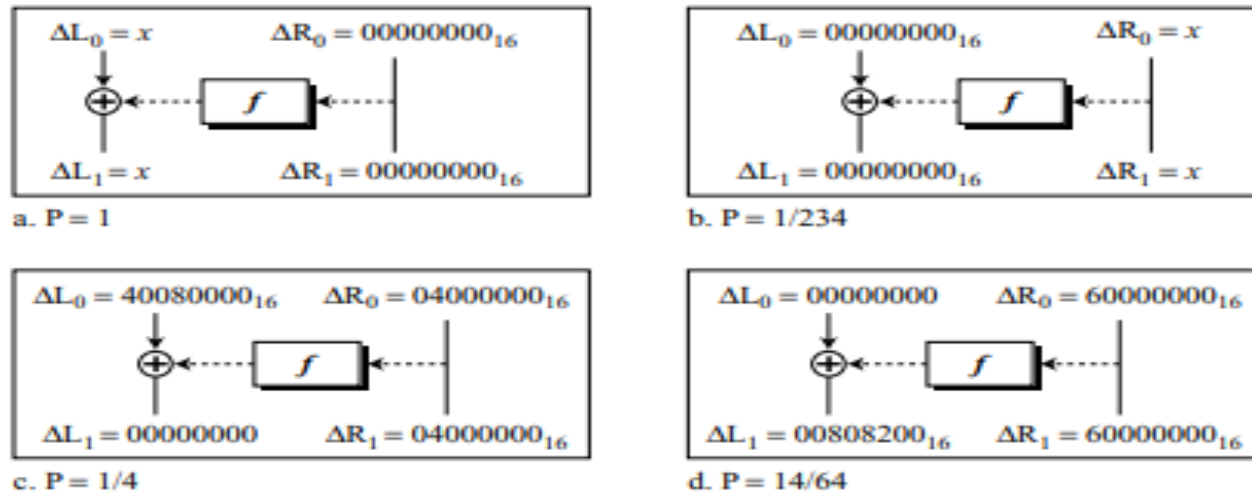 ΔL₀ = x ΔR₀ = 00000000₁₆
f
ΔL₁ = x ΔR₁ = 00000000₁₆
a. P = 1
ΔL₀ = 00000000₁₆ ΔR₀ = x
f
ΔL₁ = 00000000₁₆ ΔR₁ = x
b. P = 1/234
ΔL₀ = 40080000₁₆ ΔR₀ = 04000000₁₆
f
ΔL₁ = 00000000 ΔR₁ = 04000000₁₆
c. P = 1/4
ΔL₀ = 00000000 ΔR₀ = 60000000₁₆
f
ΔL₁ = 00808200₁₆ ΔR₁ = 60000000₁₆
d. P = 14/64